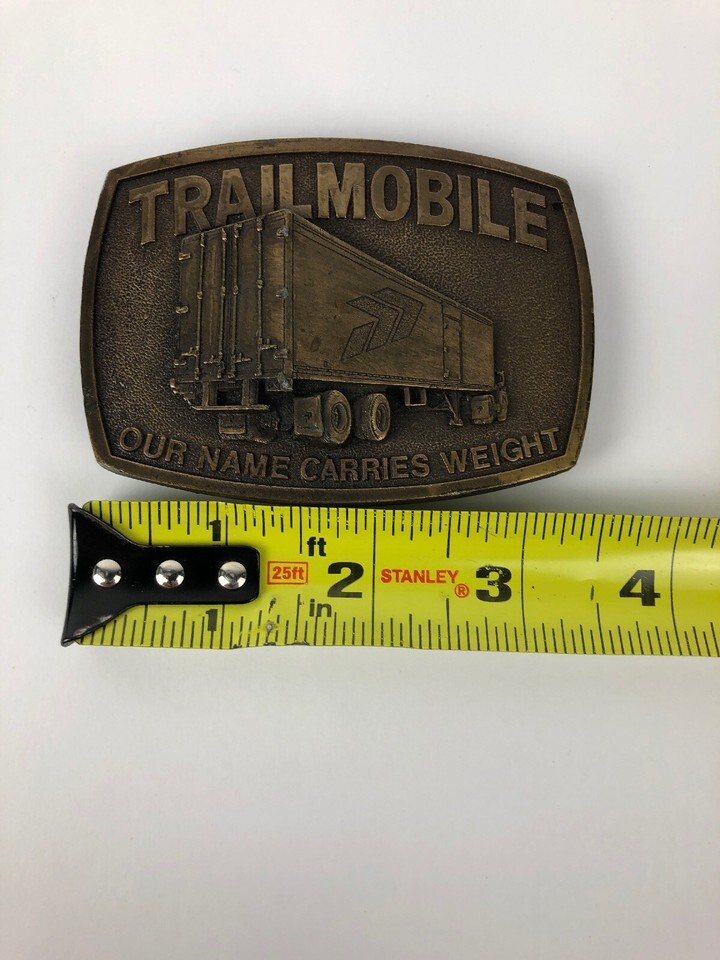 TRAILMOBILE
OUR NAME CARRIES WEIGHT
1 ft
25ft 2 STANLEY® 3 4
1 in